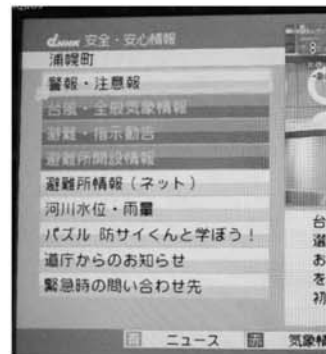 安全・安心情報
浦幌町
警報・注意報
台風・全般気象情報
避難・指示勧告
避難所開設情報
避難所情報（ネット）
河川水位・雨量
パズル 防サイくんと学ぼう！
道庁からのお知らせ
緊急時の問い合わせ先
8
台
選
お
を
初
ニュース
気象情